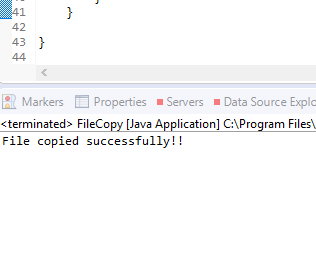 41 }
42
43 }
44
Markers Properties Servers Data Source Explo
<terminated> FileCopy [Java Application] C:\Program Files\
File copied successfully!!